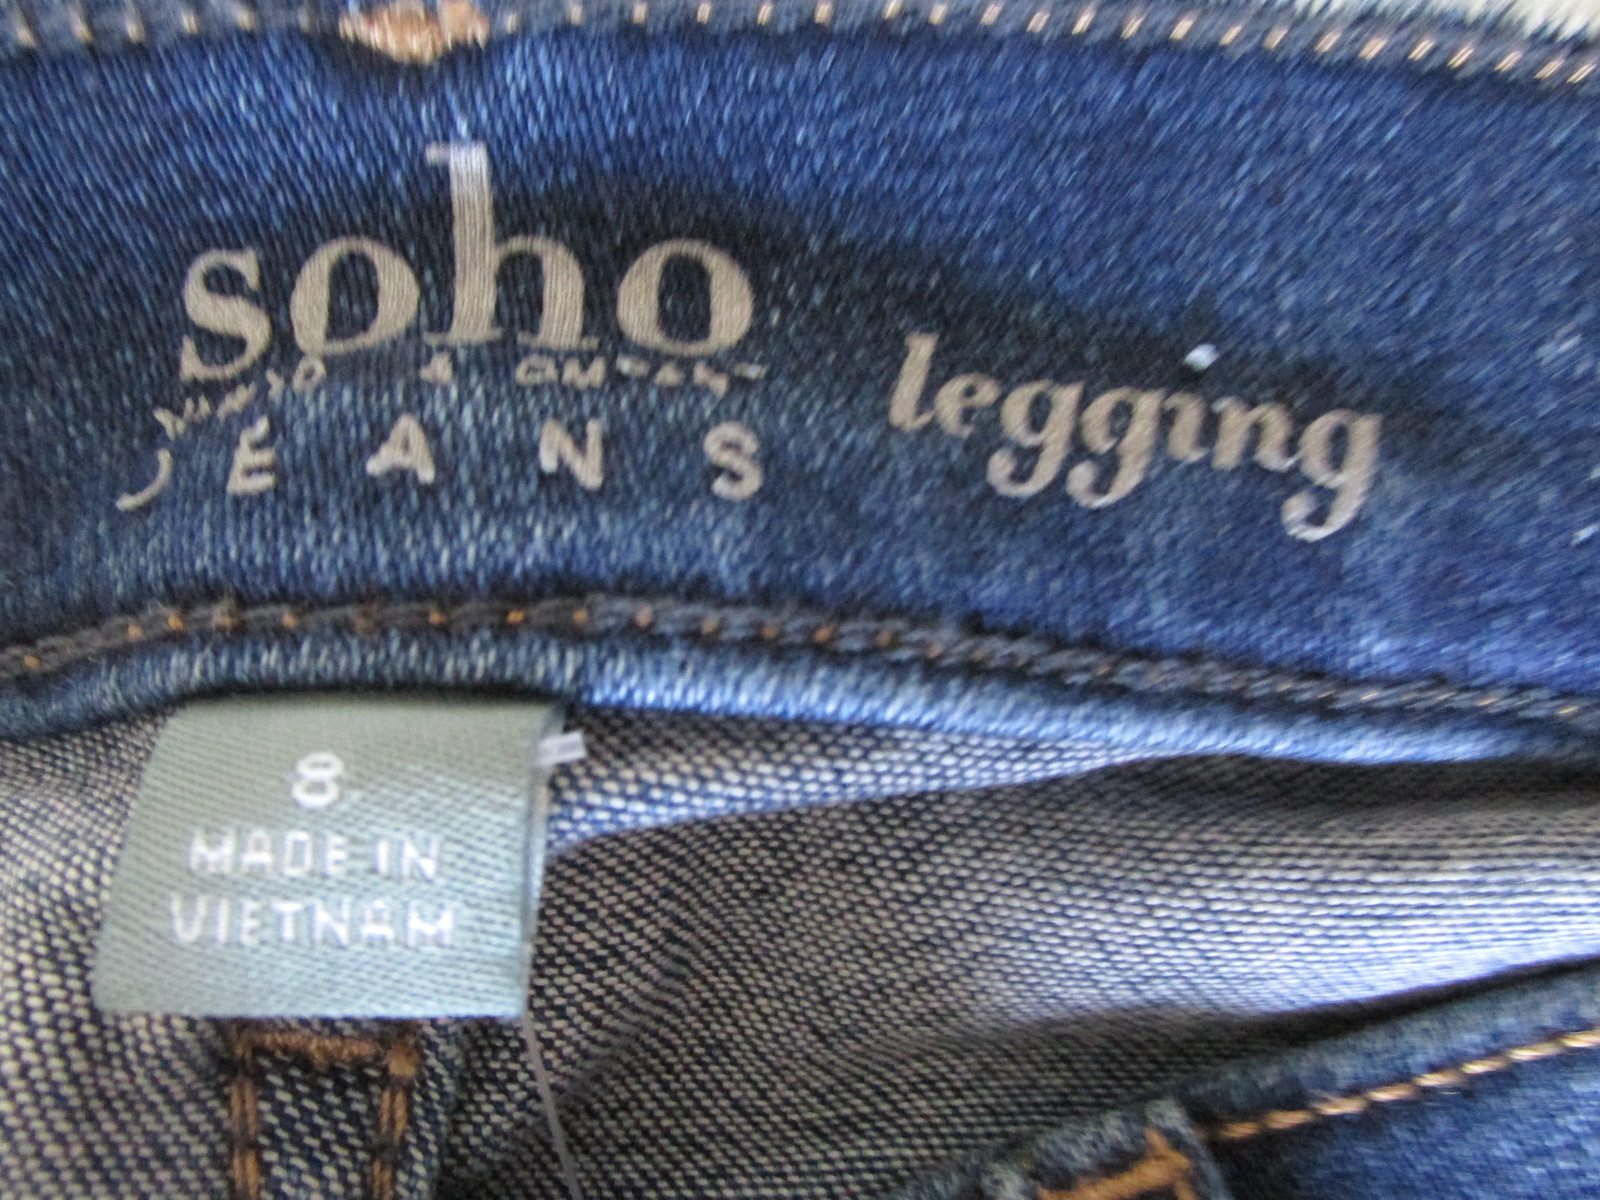 soho
JEANS
legging
8
MADE IN
VIETNAM